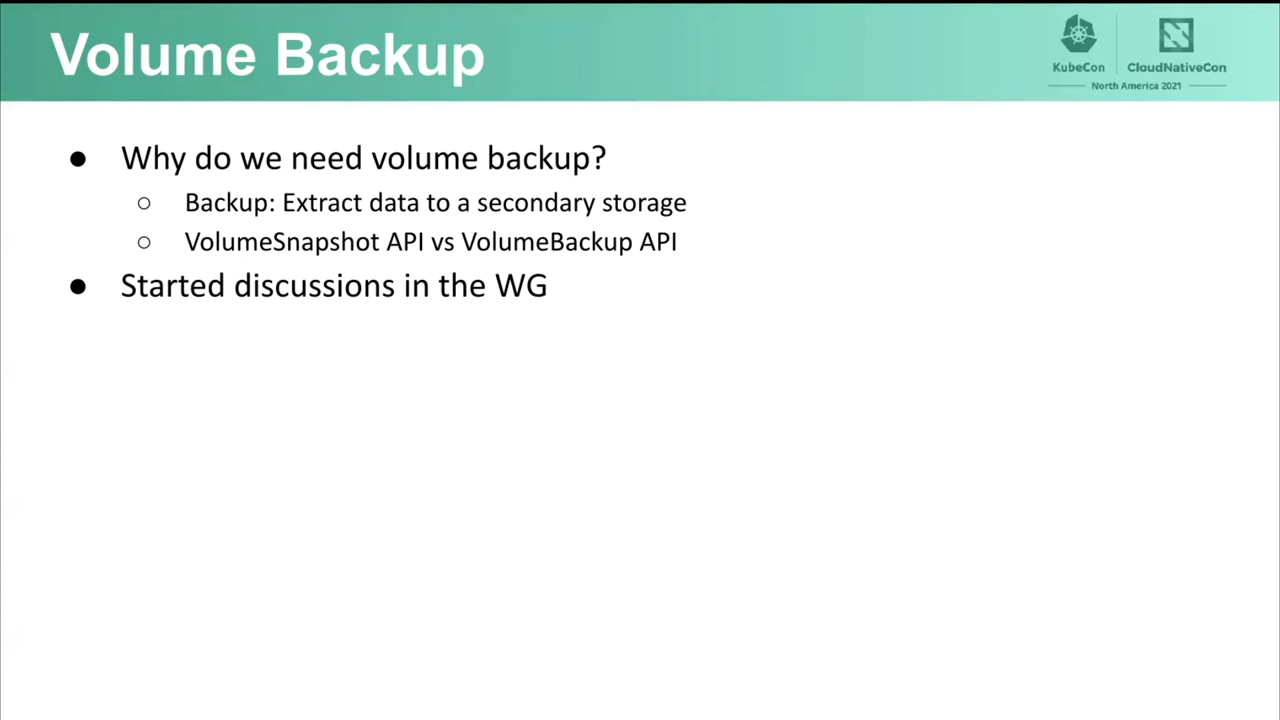 Volume Backup
KubeCon
CloudNativeCon
North America 2021
● Why do we need volume backup?
○ Backup: Extract data to a secondary storage
○ VolumeSnapshot API vs VolumeBackup API
● Started discussions in the WG